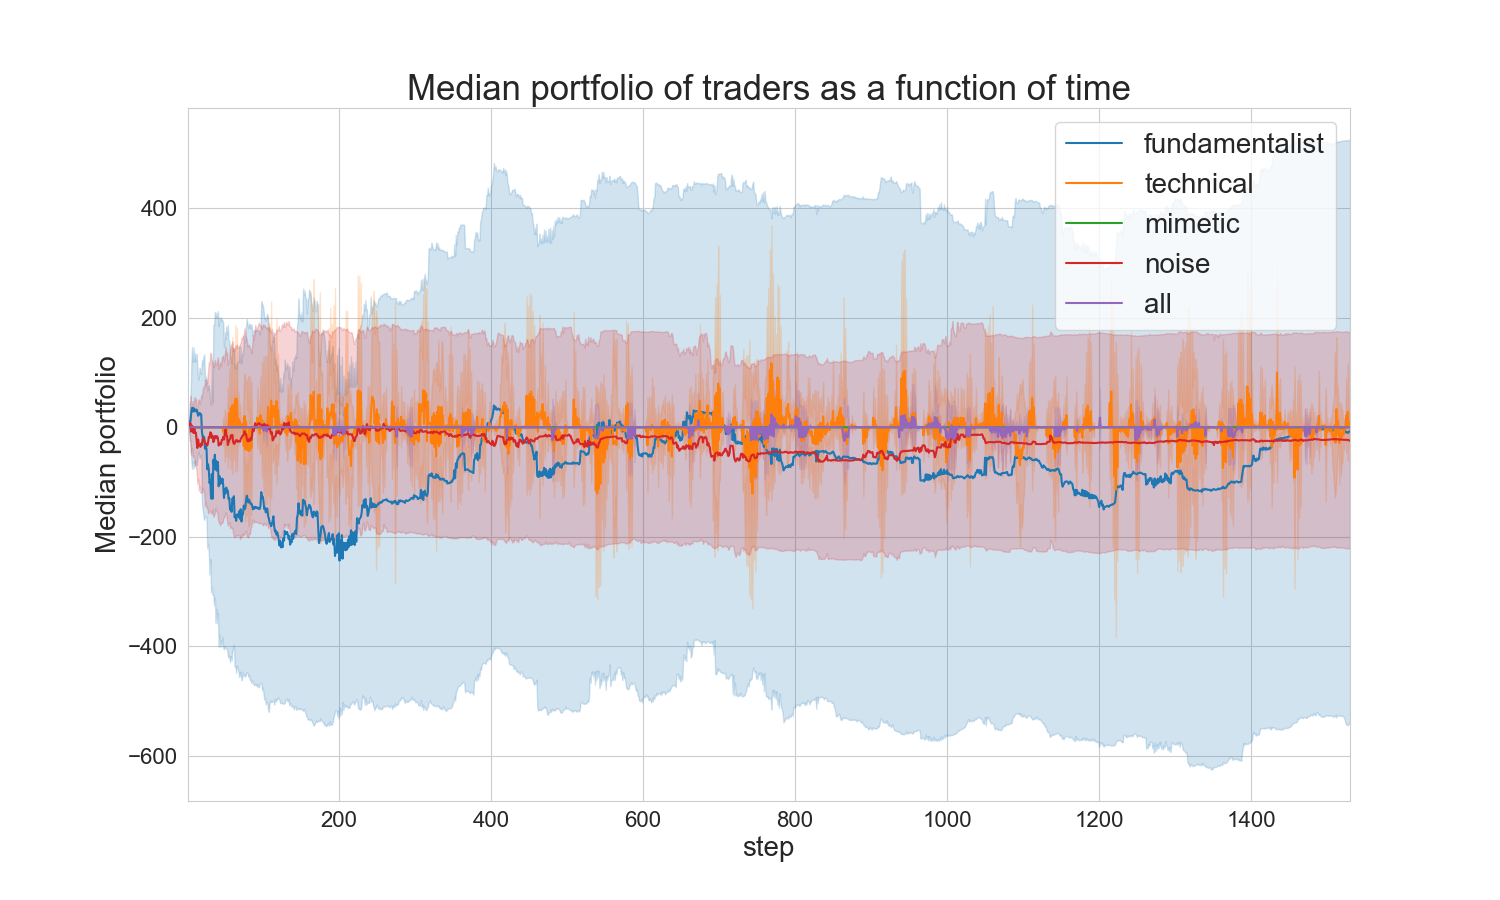 Median portfolio of traders as a function of time
fundamentalist
technical
mimetic
noise
all
400
200
0
−200
−400
−600
Median portfolio
200 400 600 800 1000 1200 1400
step